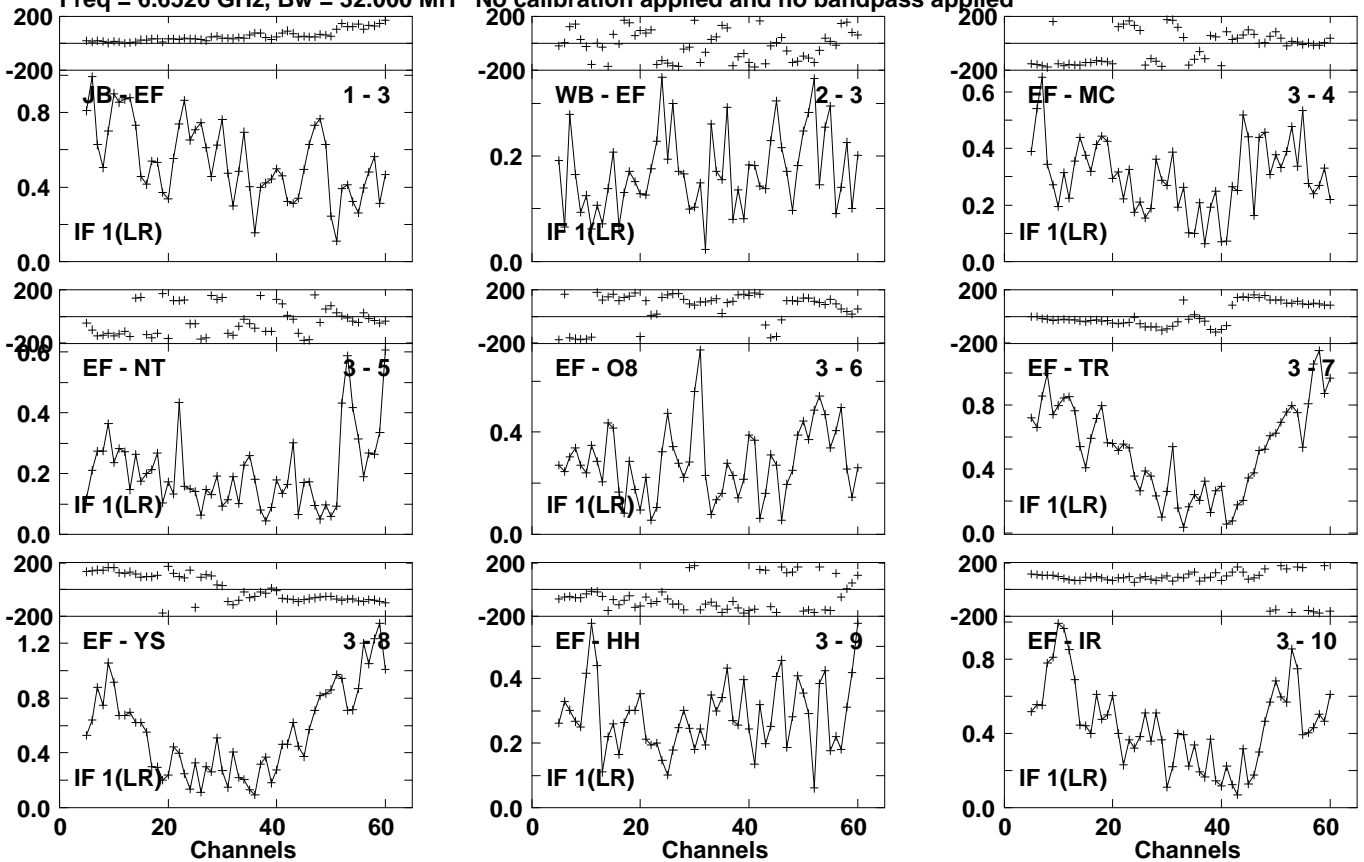 Freq = 6.6526 GHz, Bw = 32.000 MH No calibration applied and no bandpass applied
200
-200
JB - EF 1 - 3
0.8
0.4
0.0
IF 1(LR)
200
-200
WB - EF 2 - 3
0.2
0.0
IF 1(LR)
200
-200
EF - MC 3 - 4
0.6
0.4
0.2
0.0
IF 1(LR)
200
-200
0.6
EF - NT 3 - 5
0.4
0.2
0.0
IF 1(LR)
200
-200
EF - O8 3 - 6
0.4
0.0
IF 1(LR)
200
-200
EF - TR 3 - 7
0.8
0.4
0.0
IF 1(LR)
200
-200
EF - YS 3 - 8
1.2
0.8
0.4
0.0
IF 1(LR)
0 20 40 60
Channels
200
-200
EF - HH 3 - 9
0.4
0.2
0.0
IF 1(LR)
0 20 40 60
Channels
200
-200
EF - IR 3 - 10
0.8
0.4
0.0
IF 1(LR)
0 20 40 60
Channels